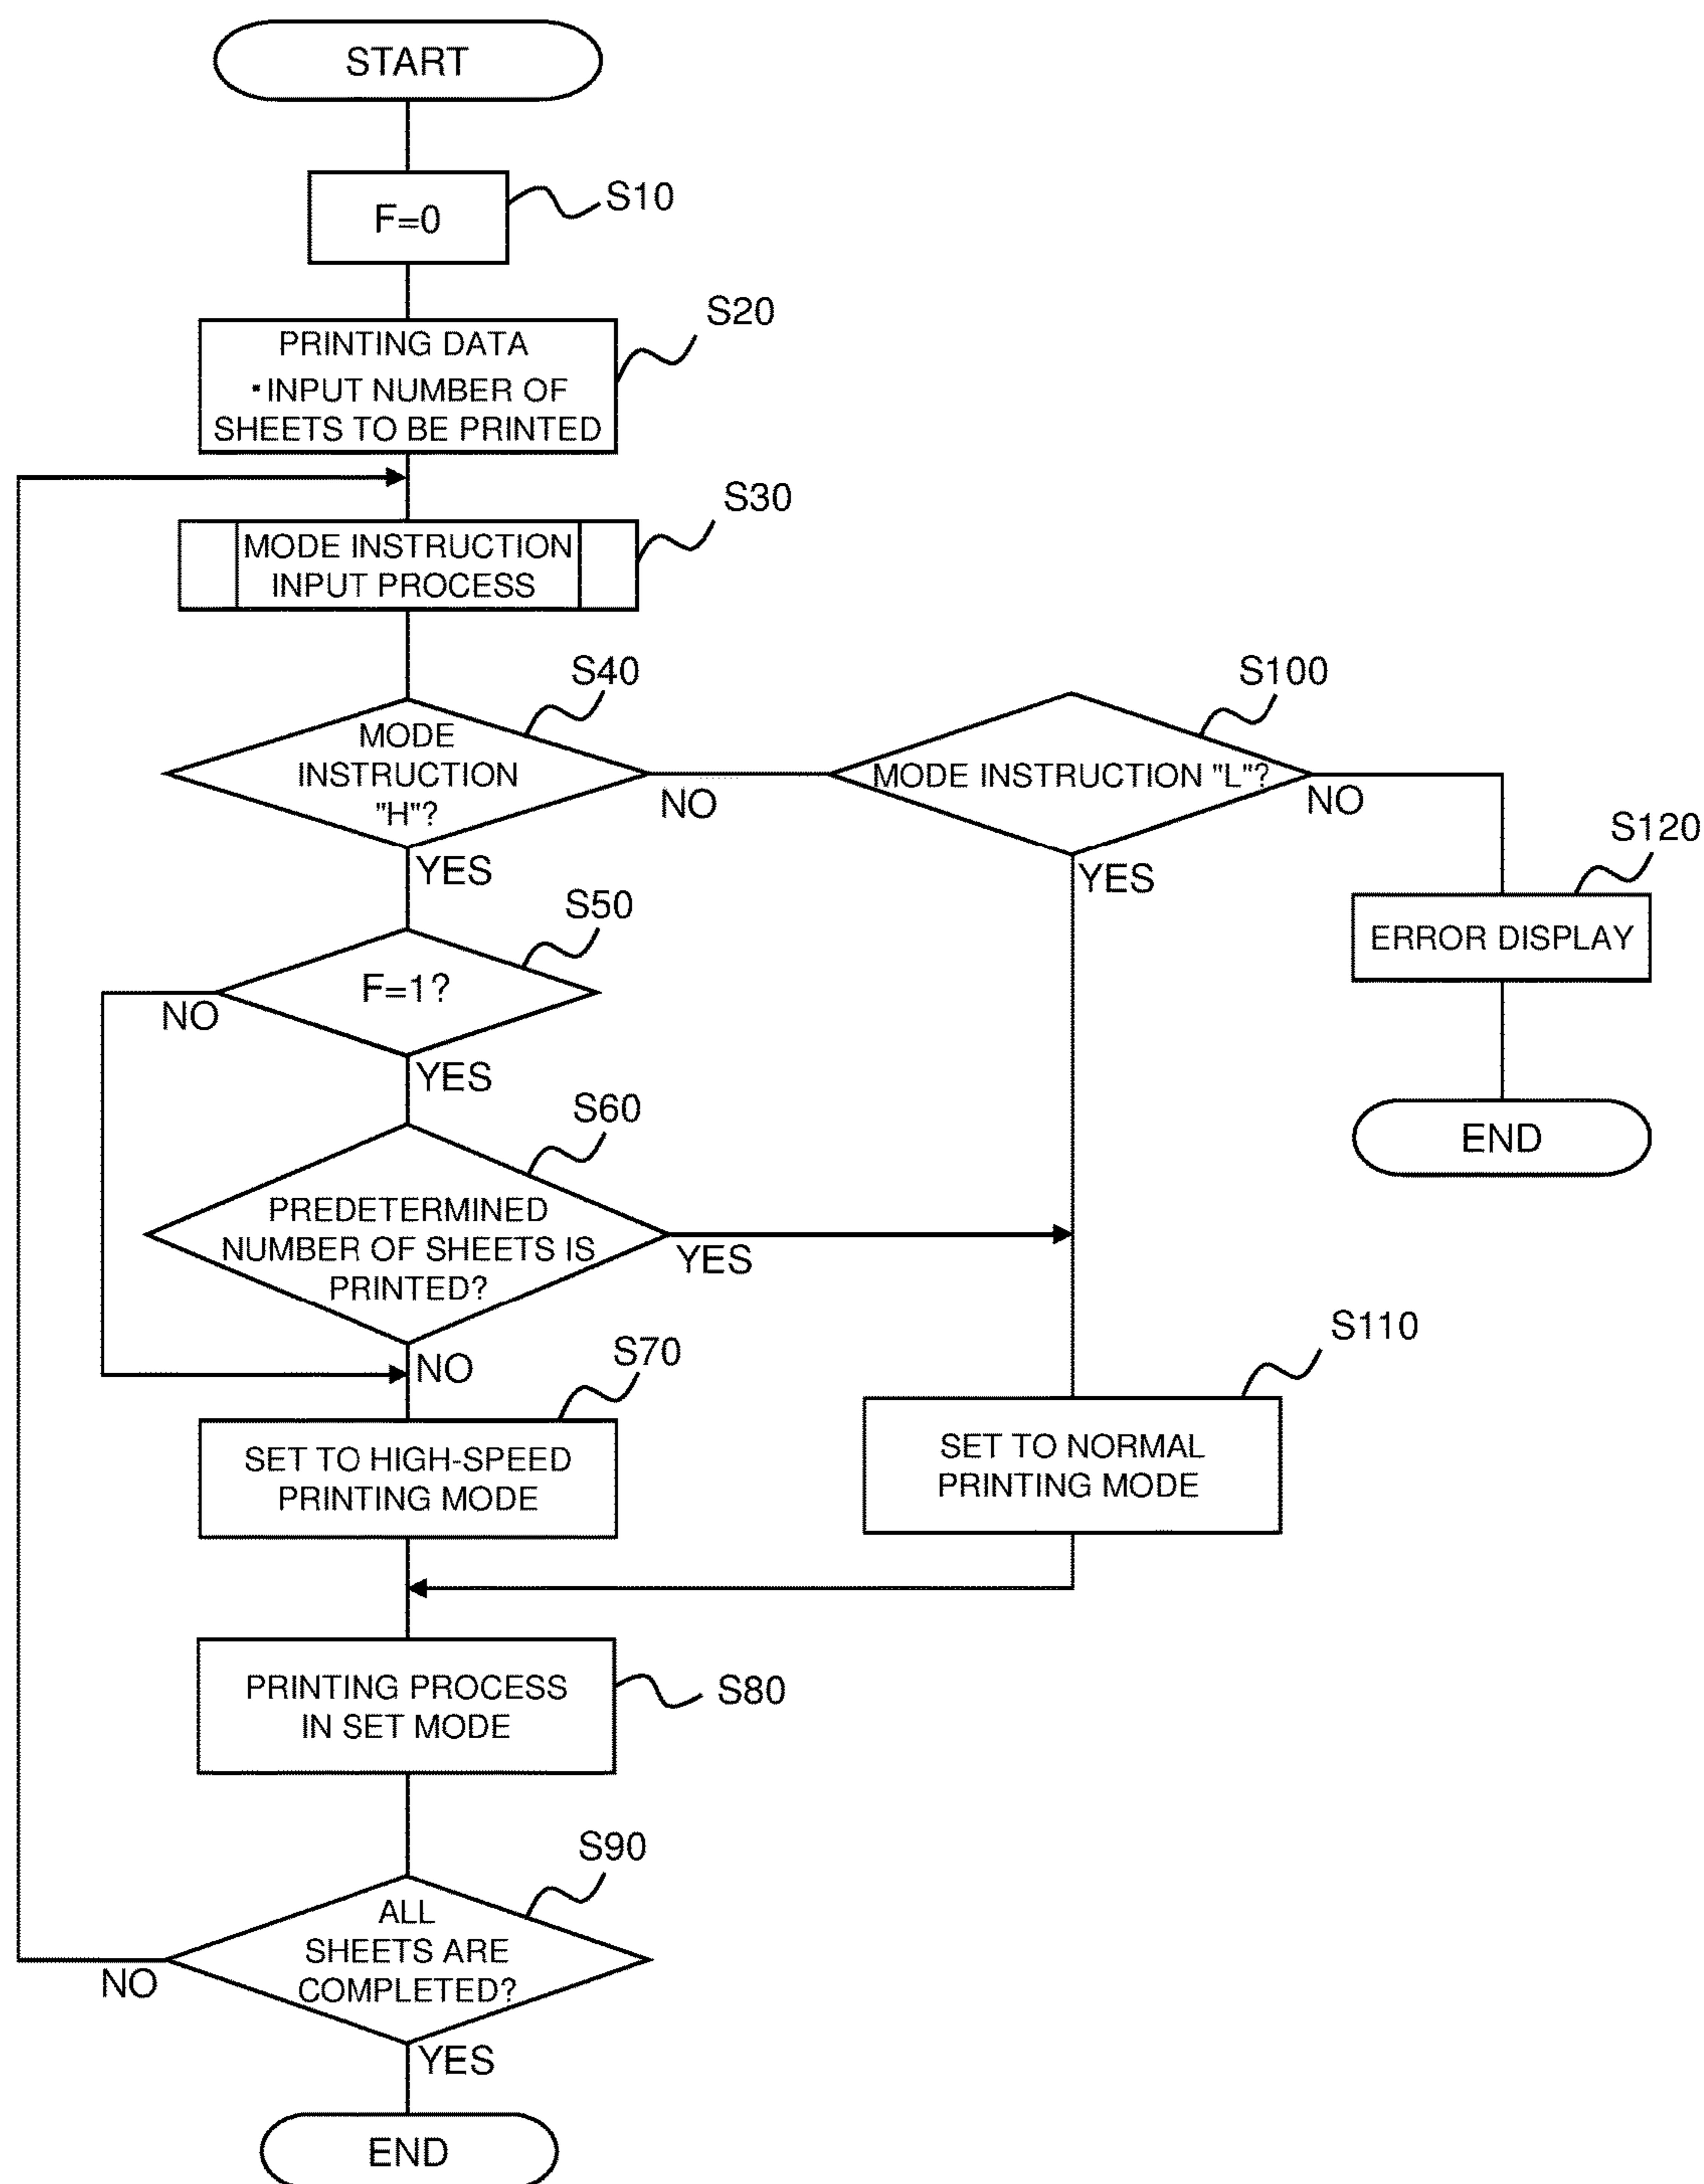 START
F=0
S10
PRINTING DATA
▪INPUT NUMBER OF
SHEETS TO BE PRINTED
S20
MODE INSTRUCTION
INPUT PROCESS
S30
MODE
INSTRUCTION
"H"?
S40
NO
YES
MODE INSTRUCTION "L"?
S100
NO
YES
S120
ERROR DISPLAY
END
F=1?
S50
NO
YES
PREDETERMINED
NUMBER OF SHEETS IS
PRINTED?
S60
YES
NO
SET TO HIGH-SPEED
PRINTING MODE
S70
SET TO NORMAL
PRINTING MODE
S110
PRINTING PROCESS
IN SET MODE
S80
ALL
SHEETS ARE
COMPLETED?
S90
NO
YES
END